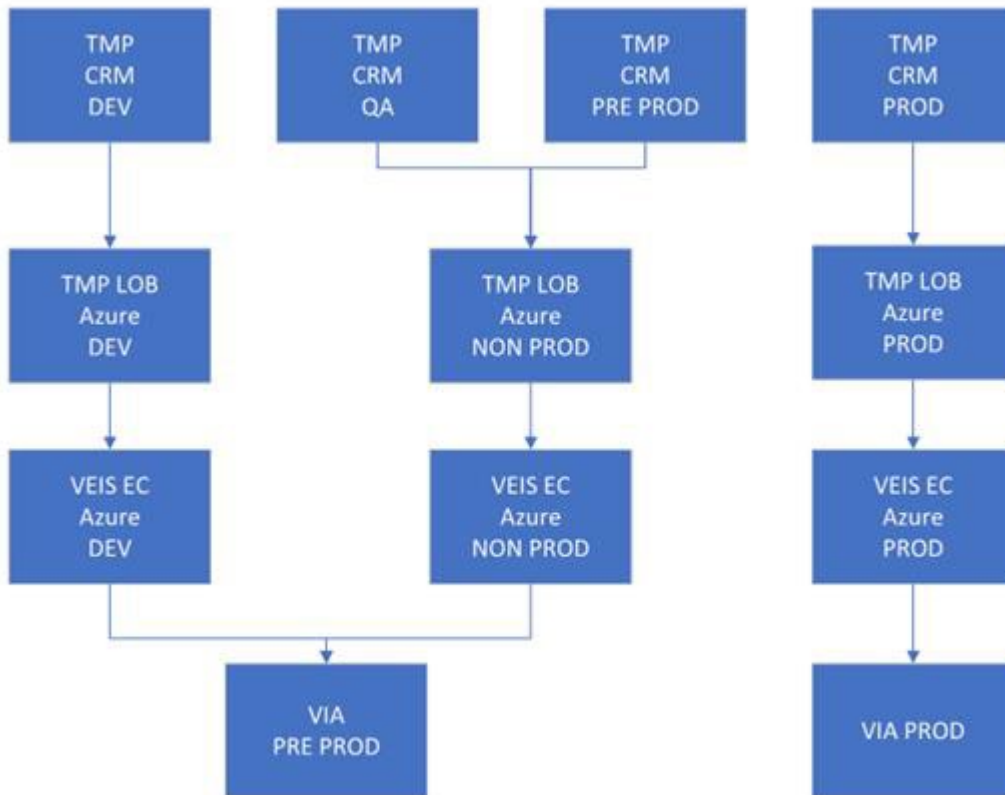 TMP
CRM
DEV
TMP
CRM
QA
TMP
CRM
PRE PROD
TMP
CRM
PROD
TMP LOB
Azure
DEV
TMP LOB
Azure
NON PROD
TMP LOB
Azure
PROD
VEIS EC
Azure
DEV
VEIS EC
Azure
NON PROD
VEIS EC
Azure
PROD
VIA
PRE PROD
VIA PROD